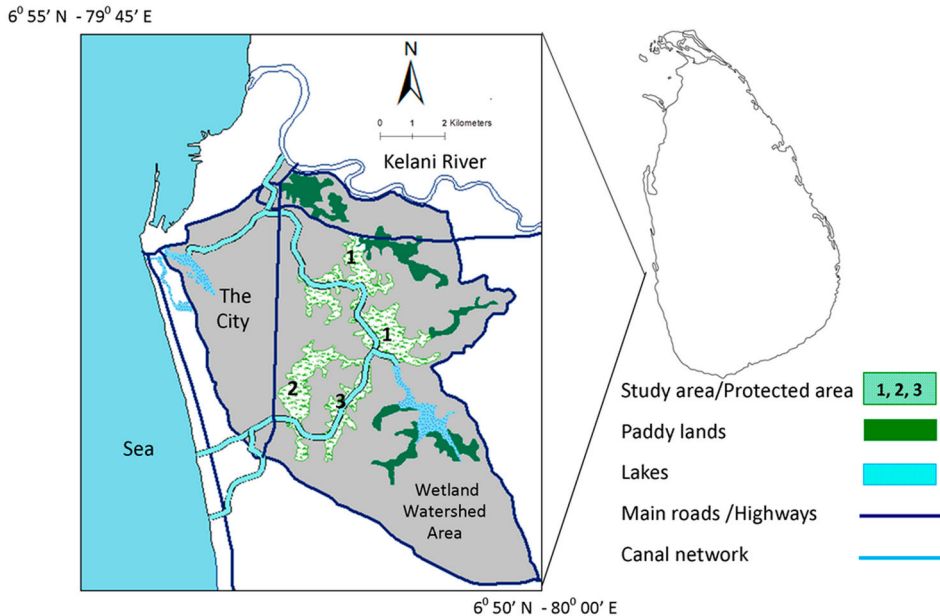 6⁰ 55' N - 79⁰ 45' E
N
0 1 2 Kilometers
Kelani River
1
The
City
1
2
3
Sea
Wetland
Watershed
Area
6⁰ 50' N - 80⁰ 00' E
Study area/Protected area 1, 2, 3
Paddy lands
Lakes
Main roads /Highways
Canal network